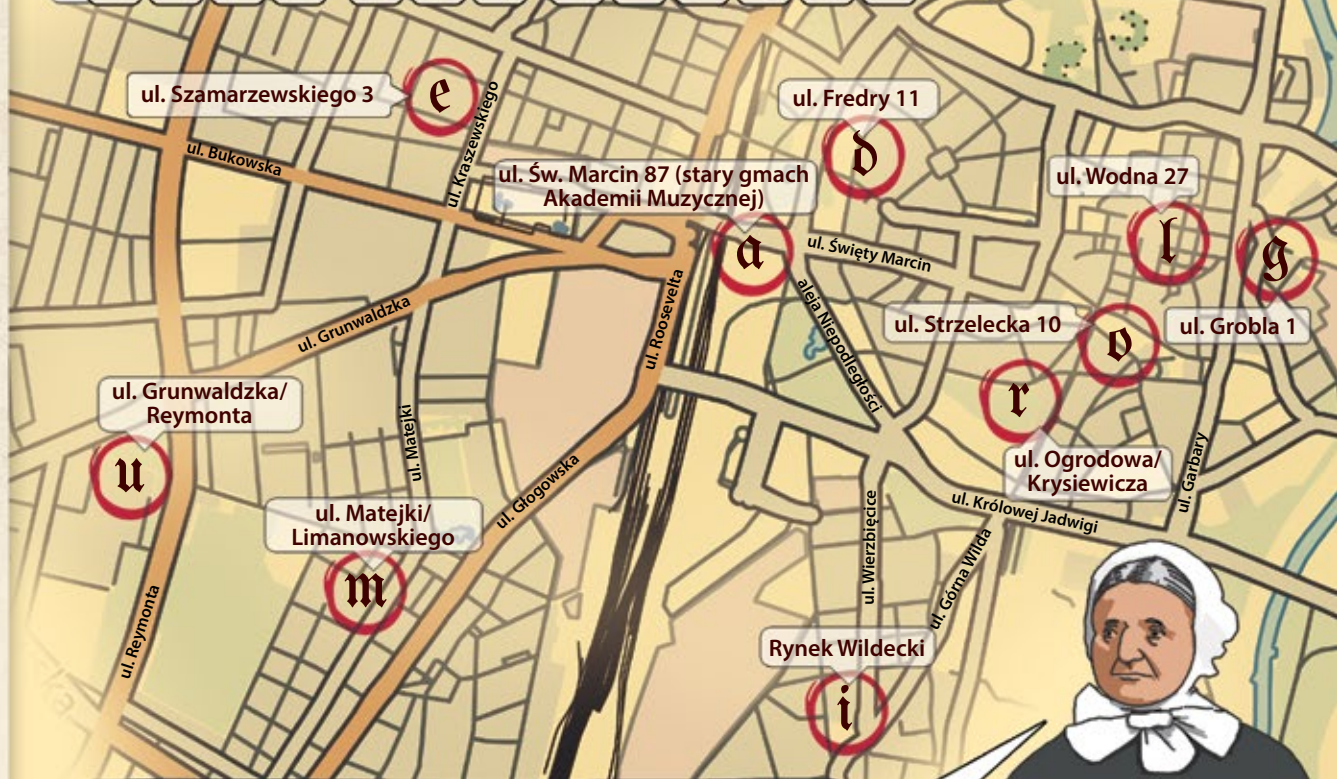 ul. Szamarzewskiego 3
e
ul. Fredry 11
d
ul. Kraszewskiego
ul. Bukowska
ul. Św. Marcin 87 (stary gmach
Akademii Muzycznej)
a
ul. Wodna 27
l
g
ul. Święty Marcin
ul. Grunwaldzka
ul. Roosevelta
aleja Niepodległości
ul. Strzelecka 10
o
ul. Grobla 1
r
ul. Grunwaldzka/
Reymonta
u
ul. Matejki
ul. Głogowska
ul. Ogrodowa/
Krysiewicza
ul. Garbary
ul. Królowej Jadwigi
ul. Matejki/
Limanowskiego
m
ul. Wierzbięcice
ul. Górna Wilda
ul. Reymonta
Rynek Wildecki
i